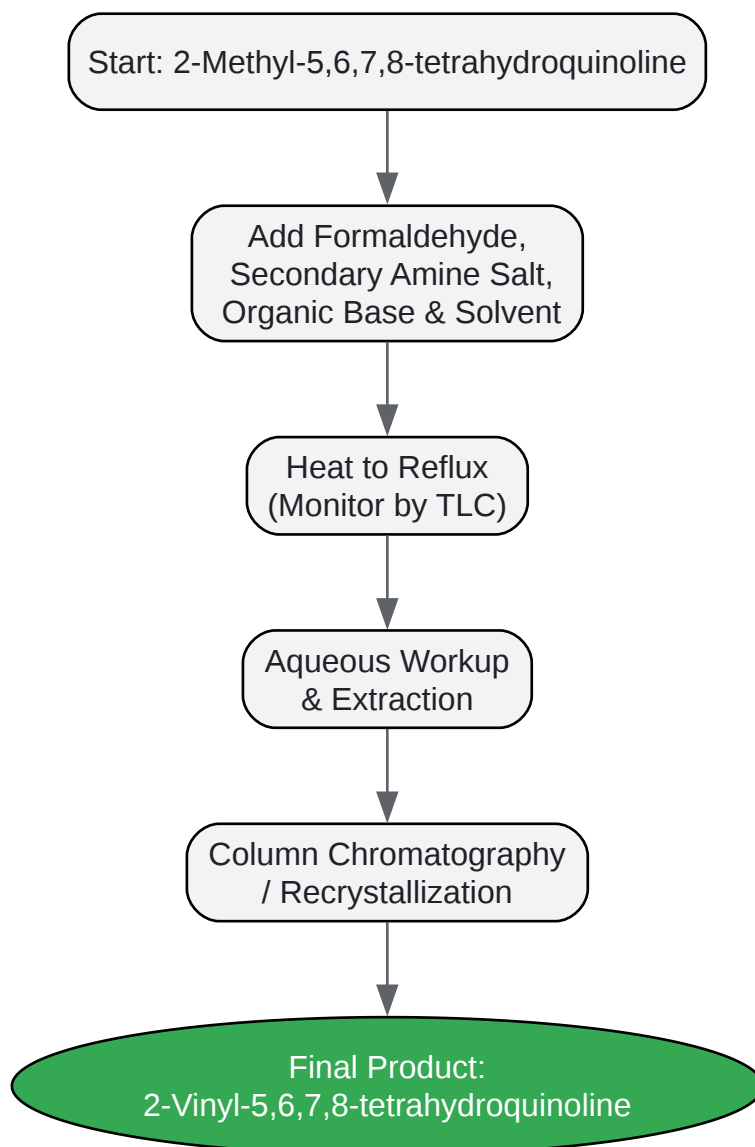 Start: 2-Methyl-5,6,7,8-tetrahydroquinoline
Add Formaldehyde,
Secondary Amine Salt,
Organic Base & Solvent
Heat to Reflux
(Monitor by TLC)
Aqueous Workup
& Extraction
Column Chromatography
/ Recrystallization
Final Product:
2-Vinyl-5,6,7,8-tetrahydroquinoline